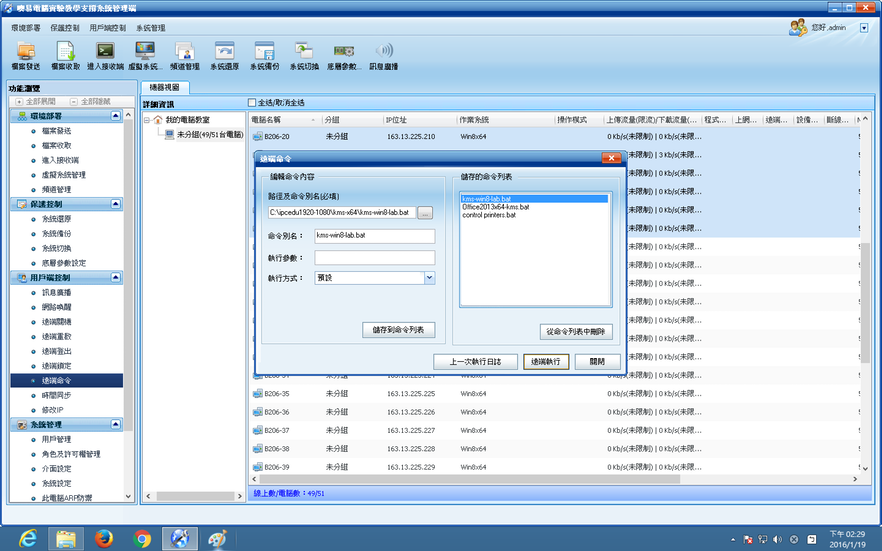 噢易電腦實驗教學支撐系統管理端
環境部署 保護控制 用戶端控制 系統管理
您好,admin
檔案發送 檔案收取 進入接收端 虛擬系統... 頻道管理 系統還原 系統備份 系統切換 底層參數... 訊息廣播
功能瀏覽
全部展開 全部隱藏
環境部署
檔案發送
檔案收取
進入接收端
虛擬系統管理
頻道管理
保護控制
系統還原
系統備份
系統切換
底層參數設定
用戶端控制
訊息廣播
網路喚醒
遠端關機
遠端重啟
遠端登出
遠端鎖定
遠端命令
時間同步
修改IP
系統管理
用戶管理
角色及許可權管理
介面設定
系統設定
此電腦ARP防禦
機器視圖
詳細資訊
全選/取消全選
我的電腦教室
未分組(49/51台電腦)
電腦名稱 分組 IP位址 作業系統 操作模式 上傳流量(限流)/下載流量(... 程式... 上網... 遠端... 設備... 斷線...
B206-20 未分組 163.13.225.210 Win8x64 0 Kb/s(未限制) | 0 Kb/s(未限...
遠端命令
編輯命令內容
路徑及命令別名(必填)
C:\ipcedu1920-1080\kms-x64\kms-win8-lab.bat ...
命令別名： kms-win8-lab.bat
執行參數：
執行方式： 預設
儲存到命令列表
儲存的命令列表
kms-win8-lab.bat
Office2013x64-kms.bat
control printers.bat
從命令列表中刪除
上一次執行日誌 遠端執行 關閉
B206-35 未分組 163.13.225.225 Win8x64 0 Kb/s(未限制) | 0 Kb/s(未限...
B206-36 未分組 163.13.225.226 Win8x64 0 Kb/s(未限制) | 0 Kb/s(未限...
B206-37 未分組 163.13.225.227 Win8x64 0 Kb/s(未限制) | 0 Kb/s(未限...
B206-38 未分組 163.13.225.228 Win8x64 0 Kb/s(未限制) | 0 Kb/s(未限...
B206-39 未分組 163.13.225.229 Win8x64 0 Kb/s(未限制) | 0 Kb/s(未限...
線上數/電腦數：49/51
下午 02:29
2016/1/19